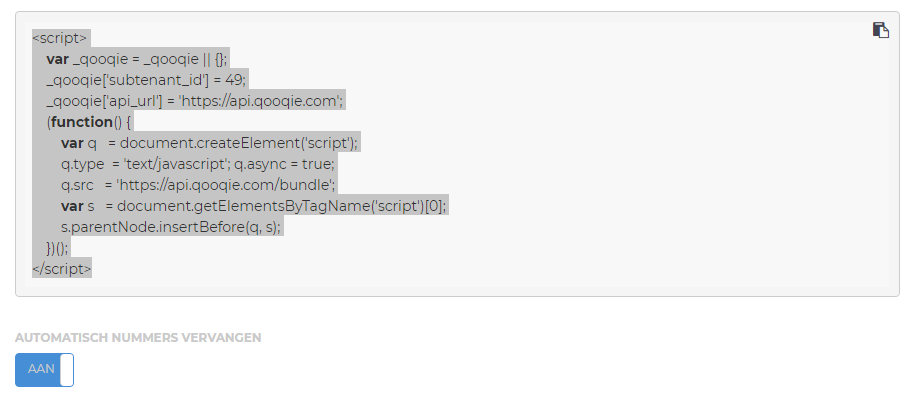 <script>
var _qooqie = _qooqie || {};
_qooqie['subtenant_id'] = 49;
_qooqie['api_url'] = 'https://api.qooqie.com';
(function() {
var q = document.createElement('script');
q.type = 'text/javascript'; q.async = true;
q.src = 'https://api.qooqie.com/bundle';
var s = document.getElementsByTagName('script')[0];
s.parentNode.insertBefore(q, s);
})();
</script>
AUTOMATISCH NUMMERS VERVANGEN
AAN